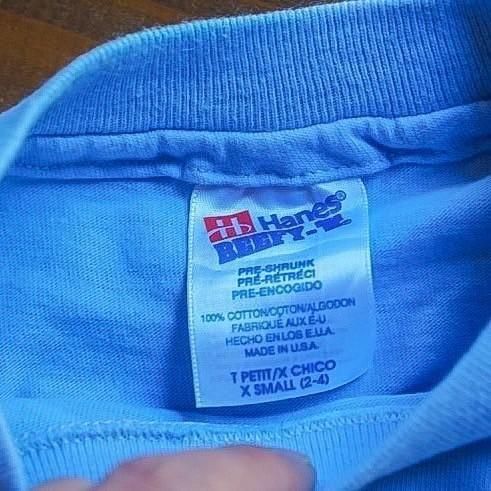 Hanes®
BEEFY-T
PRE-SHRUNK
PRÉ-RÉTRÉCI
PRE-ENCOGIDO
100% COTTON/COTON/ALGODON
FABRIQUÉ AUX É-U
HECHO EN LOS E.U.A.
MADE IN U.S.A.
T PETIT/X CHICO
X SMALL (2-4)